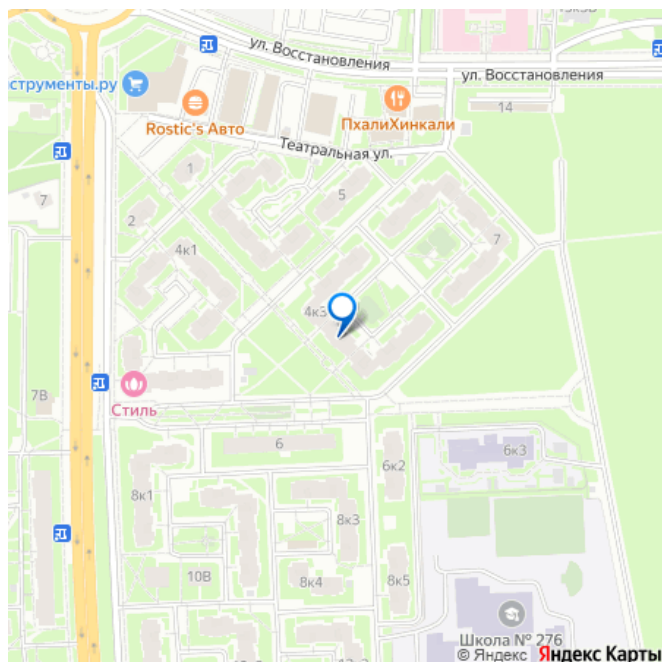 ул. Восстановления
ул. Восстановления
струменты.ру
Rostic's Авто
ПхалиХинкали
14
Театральная ул.
1
5
7
2
7
4к1
4к3
7В
Стиль
6
6к2
6к3
8к1
8к3
10В
8к4
8к5
Школа № 276
© Яндекс Яндекс Карты